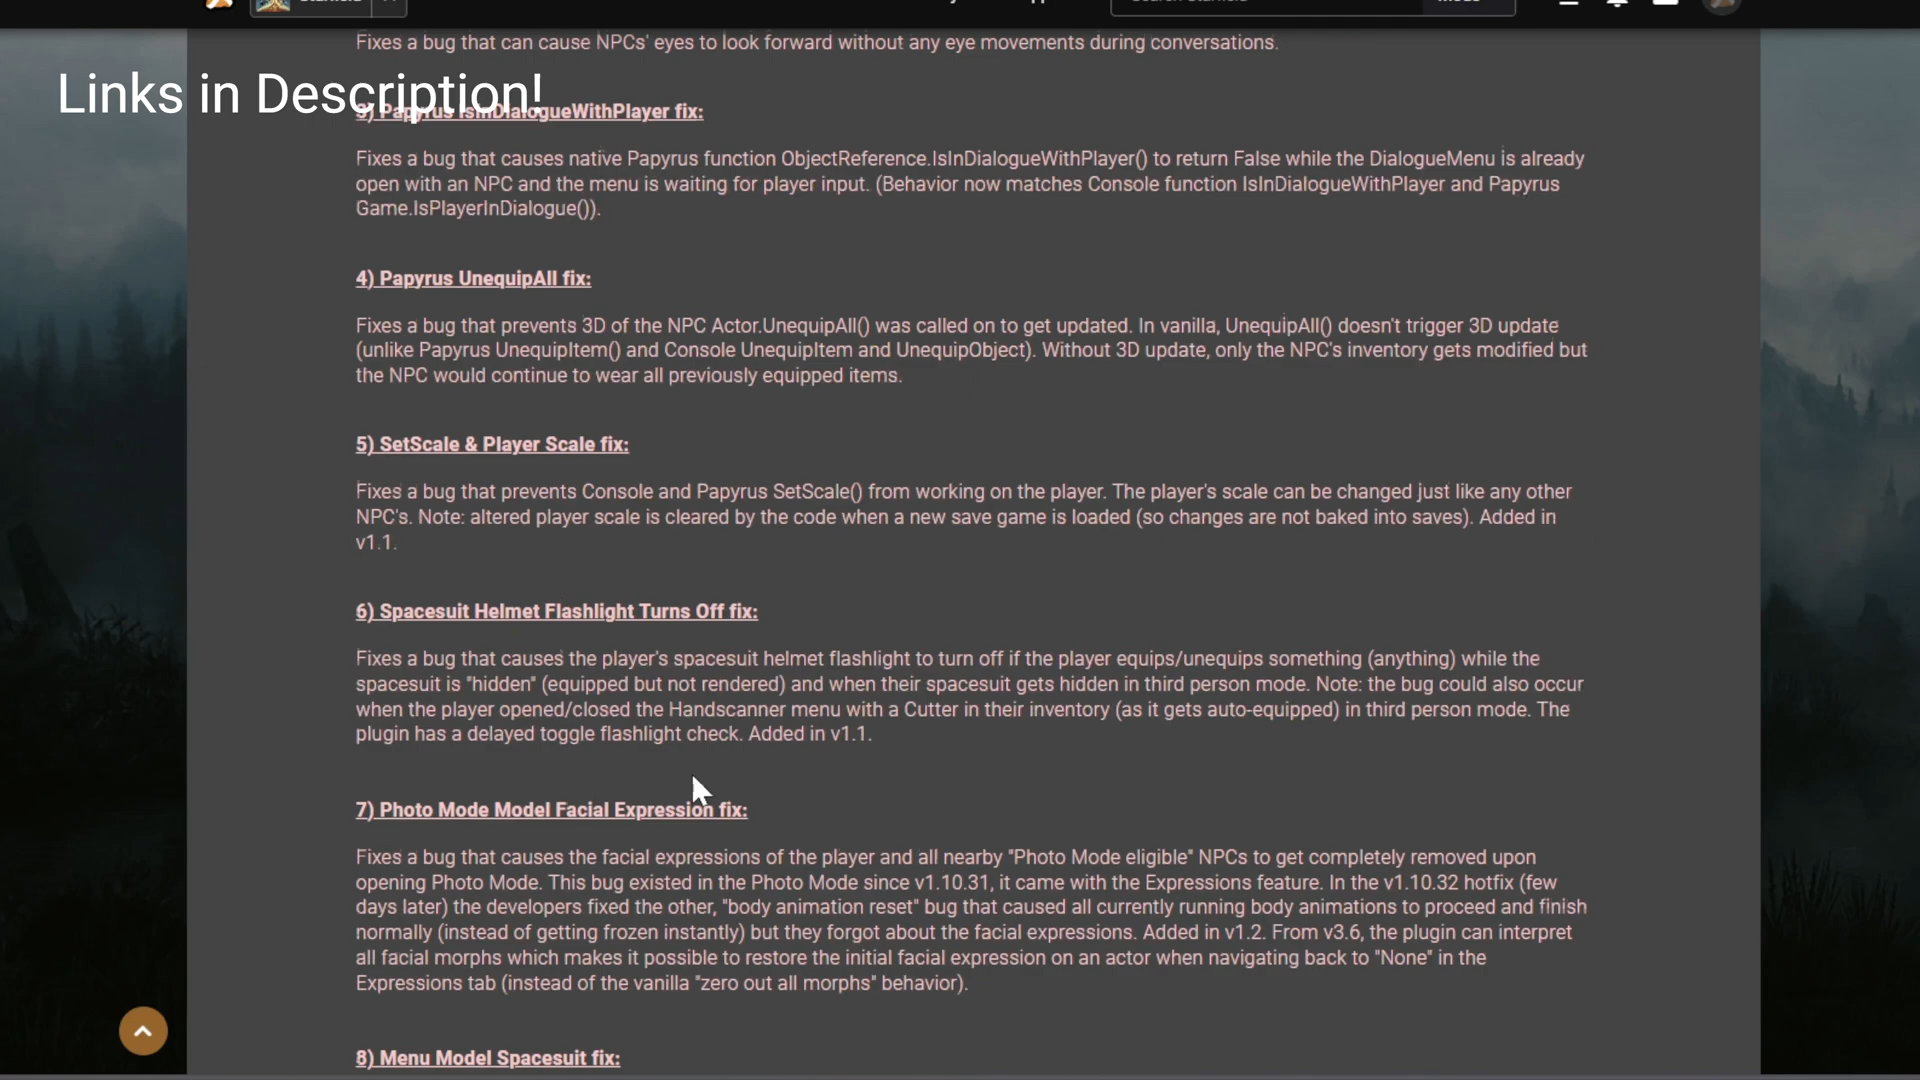 Fixes a bug that can cause NPCs' eyes to look forward without any eye movements during conversations.
Links in Description!
3) Papyrus IsInDialogueWithPlayer fix:
Fixes a bug that causes native Papyrus function ObjectReference.IsInDialogueWithPlayer() to return False while the DialogueMenu is already
open with an NPC and the menu is waiting for player input. (Behavior now matches Console function IsInDialogueWithPlayer and Papyrus
Game.IsPlayerInDialogue()).
4) Papyrus UnequipAll fix:
Fixes a bug that prevents 3D of the NPC Actor.UnequipAll() was called on to get updated. In vanilla, UnequipAll() doesn't trigger 3D update
(unlike Papyrus UnequipItem() and Console UnequipItem and UnequipObject). Without 3D update, only the NPC's inventory gets modified but
the NPC would continue to wear all previously equipped items.
5) SetScale & Player Scale fix:
Fixes a bug that prevents Console and Papyrus SetScale() from working on the player. The player's scale can be changed just like any other
NPC's. Note: altered player scale is cleared by the code when a new save game is loaded (so changes are not baked into saves). Added in
v1.1.
6) Spacesuit Helmet Flashlight Turns Off fix:
Fixes a bug that causes the player's spacesuit helmet flashlight to turn off if the player equips/unequips something (anything) while the
spacesuit is "hidden" (equipped but not rendered) and when their spacesuit gets hidden in third person mode. Note: the bug could also occur
when the player opened/closed the Handscanner menu with a Cutter in their inventory (as it gets auto-equipped) in third person mode. The
plugin has a delayed toggle flashlight check. Added in v1.1.
7) Photo Mode Model Facial Expression fix:
Fixes a bug that causes the facial expressions of the player and all nearby "Photo Mode eligible" NPCs to get completely removed upon
opening Photo Mode. This bug existed in the Photo Mode since v1.10.31, it came with the Expressions feature. In the v1.10.32 hotfix (few
days later) the developers fixed the other, "body animation reset" bug that caused all currently running body animations to proceed and finish
normally (instead of getting frozen instantly) but they forgot about the facial expressions. Added in v1.2. From v3.6, the plugin can interpret
all facial morphs which makes it possible to restore the initial facial expression on an actor when navigating back to "None" in the
Expressions tab (instead of the vanilla "zero out all morphs" behavior).
8) Menu Model Spacesuit fix: